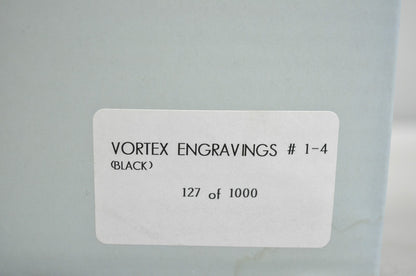 VORTEX ENGRAVINGS # 1-4
(BLACK)
127 of 1000